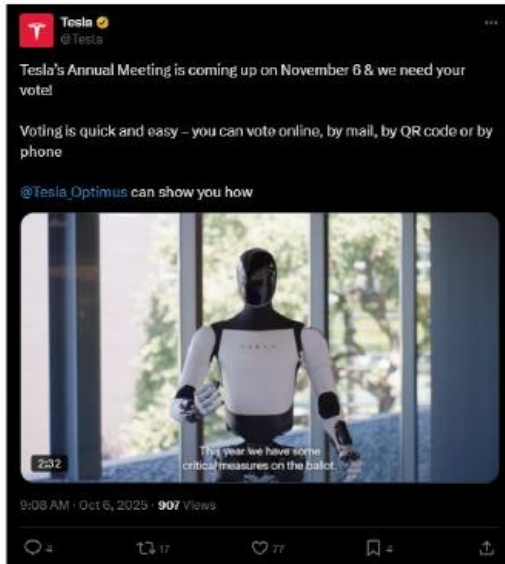 Tesla
@Tesla
Tesla's Annual Meeting is coming up on November 6 & we need your
vote!
Voting is quick and easy – you can vote online, by mail, by QR code or by
phone
@Tesla_Optimus can show you how
TESLA
This year we have some
critical measures on the ballot.
2:32
9:08 AM · Oct 6, 2025 · 907 Views
4 17 77 4